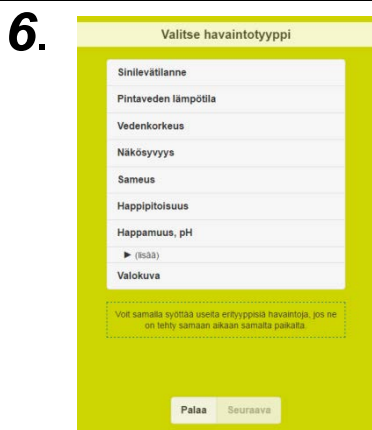 6.
Valitse havaintotyyppi
Sinilevätilanne
Pintaveden lämpötila
Vedenkorkeus
Näkösyvyys
Sameus
Happipitoisuus
Happamuus, pH
► (lisää)
Valokuva
Voit samalla syöttää useita erityyppisiä havaintoja, jos ne
on tehty samaan aikaan samalta paikalta.
Palaa Seuraava